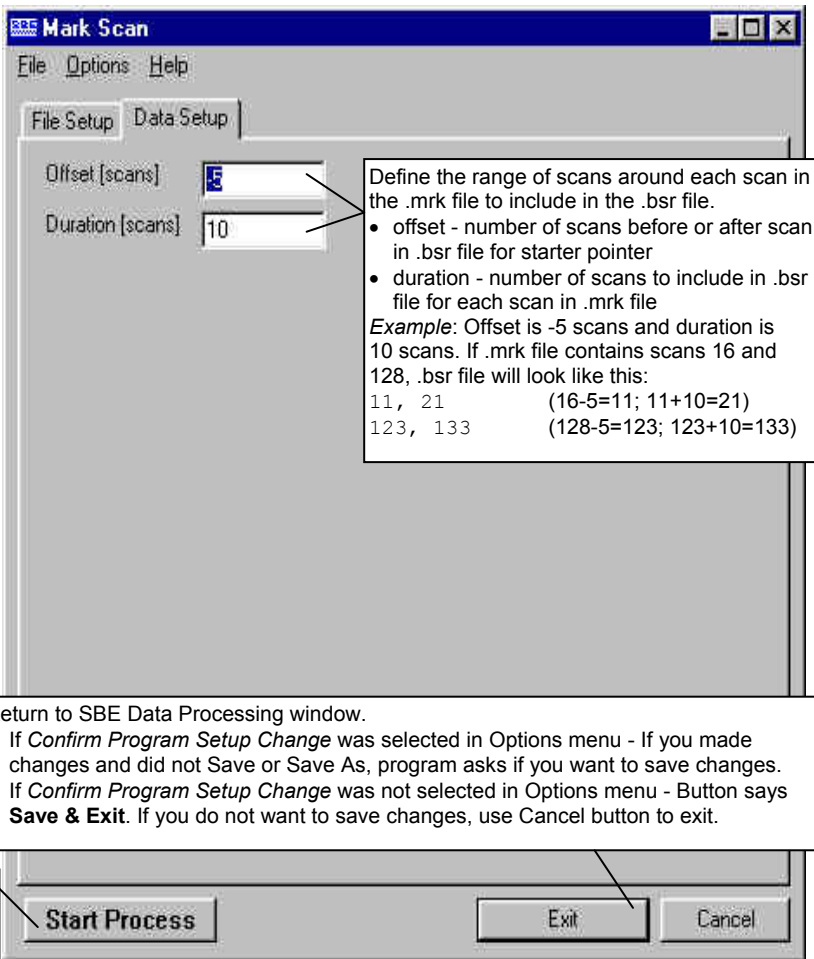 SBE Mark Scan
File Options Help
File Setup Data Setup
Offset [scans] -5
Duration [scans] 10
Define the range of scans around each scan in
the .mrk file to include in the .bsr file.
• offset - number of scans before or after scan
in .bsr file for starter pointer
• duration - number of scans to include in .bsr
file for each scan in .mrk file
Example: Offset is -5 scans and duration is
10 scans. If .mrk file contains scans 16 and
128, .bsr file will look like this:
11, 21 (16-5=11; 11+10=21)
123, 133 (128-5=123; 123+10=133)
eturn to SBE Data Processing window.
If Confirm Program Setup Change was selected in Options menu - If you made
changes and did not Save or Save As, program asks if you want to save changes.
If Confirm Program Setup Change was not selected in Options menu - Button says
Save & Exit. If you do not want to save changes, use Cancel button to exit.
Start Process Exit Cancel